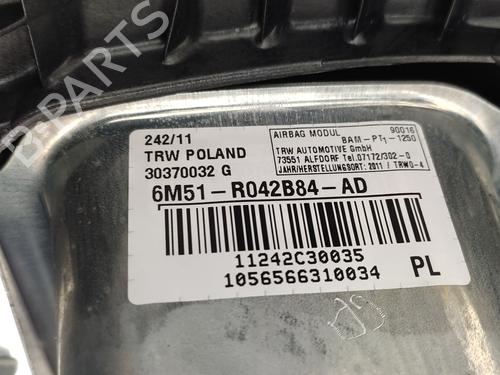 B-PARTS
242/11
TRW POLAND
30370032 G
AIRBAG MODUL 90016
BAM-PT1-1250
TRW AUTOMOTIVE GmbH
73551 ALFDORF Tel.07172/302-0
JAHR/HERSTELLUNGSORT: 2011 / TRWO-4
6M51-R042B84-AD
11242C30035
1056566310034
PL